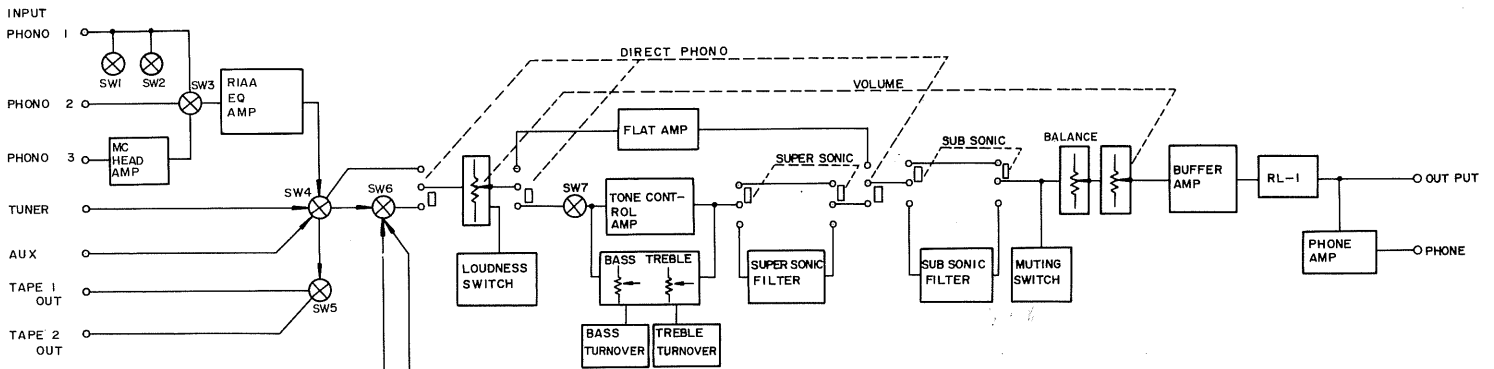 INPUT
PHONO 1
SW1
SW2
SW3
RIAA
EQ
AMP
PHONO 2
PHONO 3
MC
HEAD
AMP
TUNER
AUX
TAPE 1
OUT
TAPE 2
OUT
SW4
SW5
SW6
DIRECT PHONO
VOLUME
FLAT AMP
LOUDNESS
SWITCH
SW7
TONE CONT-
ROL
AMP
BASS
TREBLE
BASS
TURNOVER
TREBLE
TURNOVER
SUPER SONIC
SUPER SONIC
FILTER
SUB SONIC
SUB SONIC
FILTER
MUTING
SWITCH
BALANCE
BUFFER
AMP
RL-1
OUT PUT
PHONE
AMP
PHONE